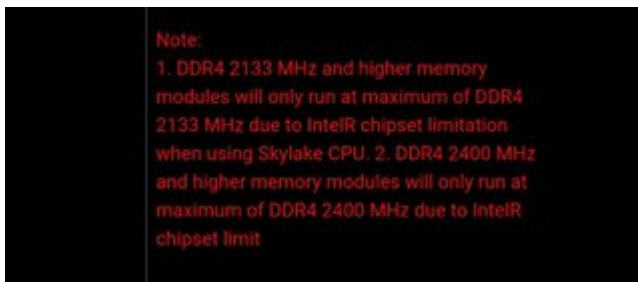 Note:
1. DDR4 2133 MHz and higher memory
modules will only run at maximum of DDR4
2133 MHz due to IntelR chipset limitation
when using Skylake CPU. 2. DDR4 2400 MHz
and higher memory modules will only run at
maximum of DDR4 2400 MHz due to IntelR
chipset limit